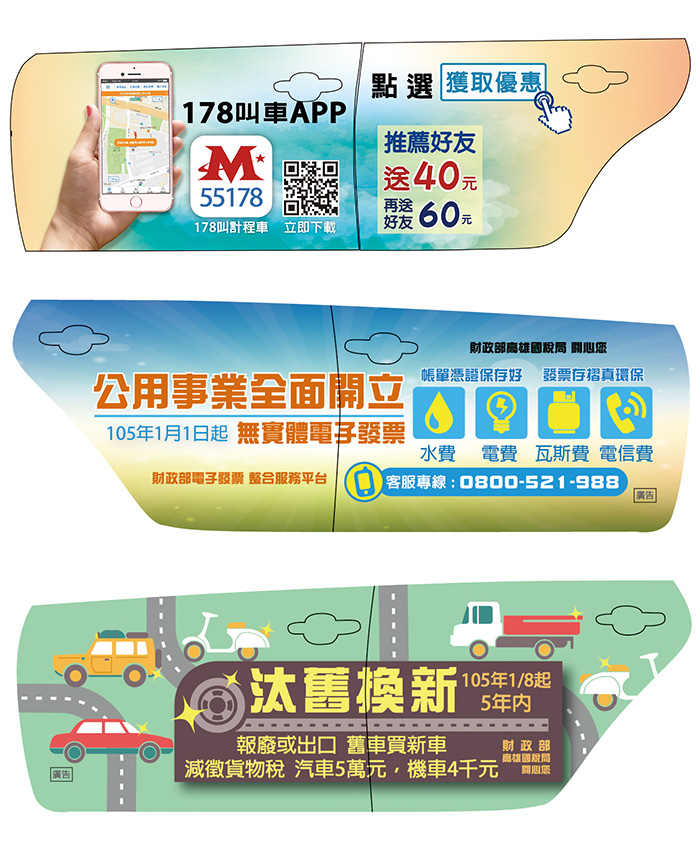 點選 獲取優惠
178叫車APP
推薦好友
送40元
再送
好友60元
M
55178
178叫計程車 立即下載
財政部高雄國稅局 關心您
帳單憑證保存好 發票存摺真環保
公用事業全面開立
105年1月1日起 無實體電子發票
水費 電費 瓦斯費 電信費
財政部電子發票 整合服務平台
客服專線：0800-521-988
廣告
汰舊換新
105年1/8起
5年内
報廢或出口 舊車買新車
減徵貨物稅 汽車5萬元，機車4千元
財政部
高雄國稅局
關心您
廣告